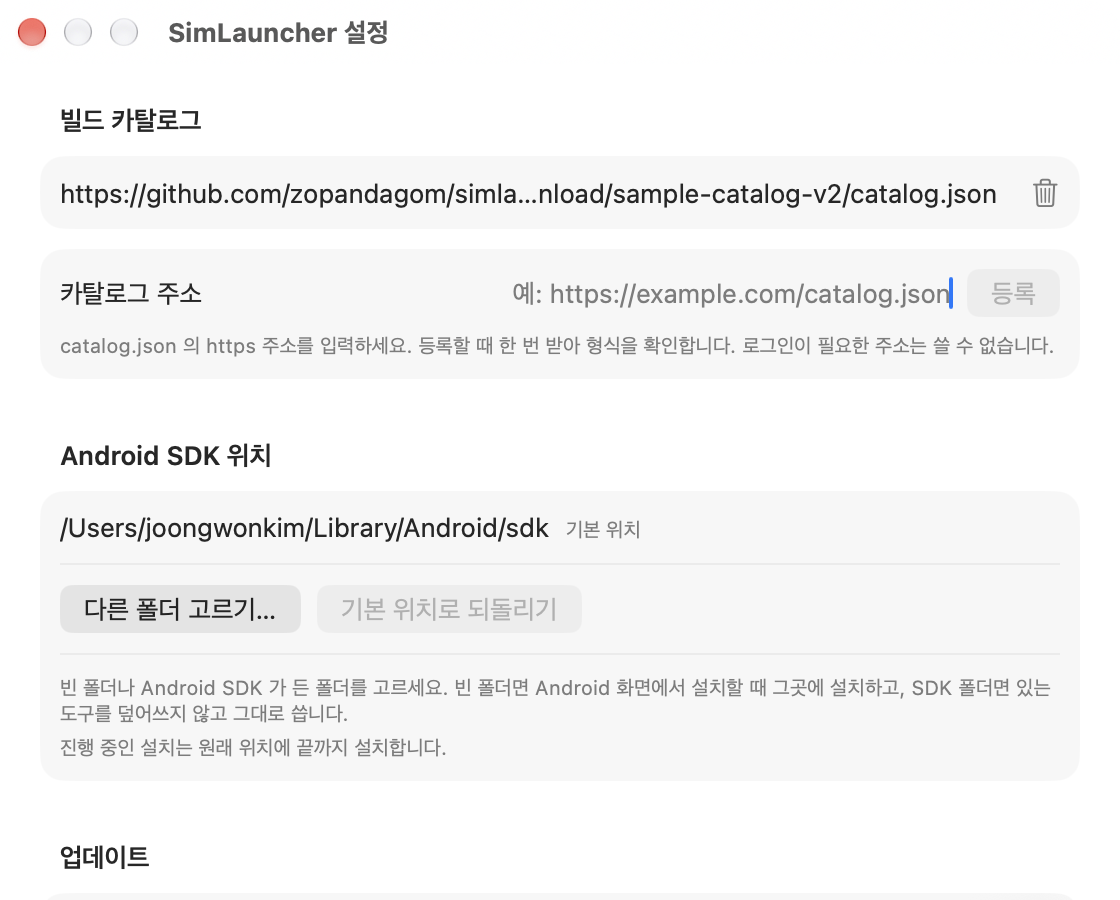 SimLauncher 설정
빌드 카탈로그
https://github.com/zopandagom/simla...nload/sample-catalog-v2/catalog.json
카탈로그 주소
예: https://example.com/catalog.json
등록
catalog.json 의 https 주소를 입력하세요. 등록할 때 한 번 받아 형식을 확인합니다. 로그인이 필요한 주소는 쓸 수 없습니다.
Android SDK 위치
/Users/joongwonkim/Library/Android/sdk 기본 위치
다른 폴더 고르기... 기본 위치로 되돌리기
빈 폴더나 Android SDK 가 든 폴더를 고르세요. 빈 폴더면 Android 화면에서 설치할 때 그곳에 설치하고, SDK 폴더면 있는
도구를 덮어쓰지 않고 그대로 씁니다.
진행 중인 설치는 원래 위치에 끝까지 설치합니다.
업데이트